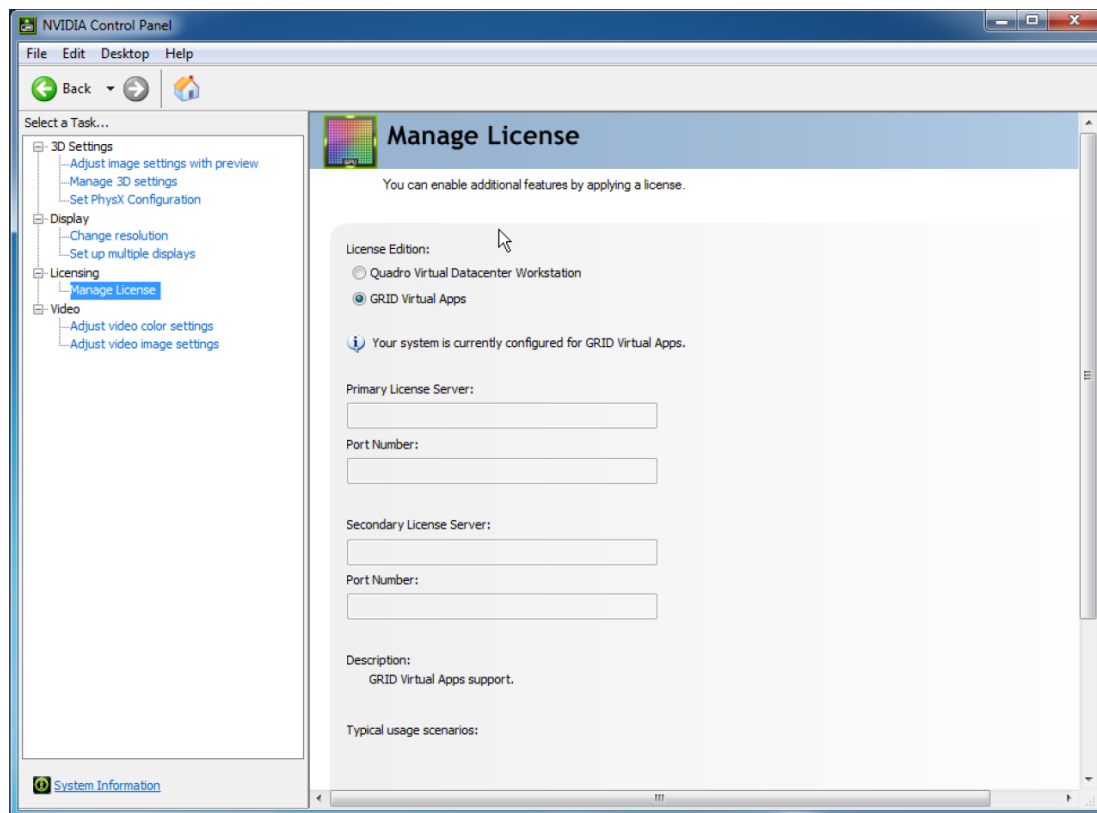 NVIDIA Control Panel
File Edit Desktop Help
Back
Select a Task...
3D Settings
Adjust image settings with preview
Manage 3D settings
Set PhysX Configuration
Display
Change resolution
Set up multiple displays
Licensing
Manage License
Video
Adjust video color settings
Adjust video image settings
System Information
Manage License
You can enable additional features by applying a license.
License Edition:
Quadro Virtual Datacenter Workstation
GRID Virtual Apps
Your system is currently configured for GRID Virtual Apps.
Primary License Server:
Port Number:
Secondary License Server:
Port Number:
Description:
GRID Virtual Apps support.
Typical usage scenarios: